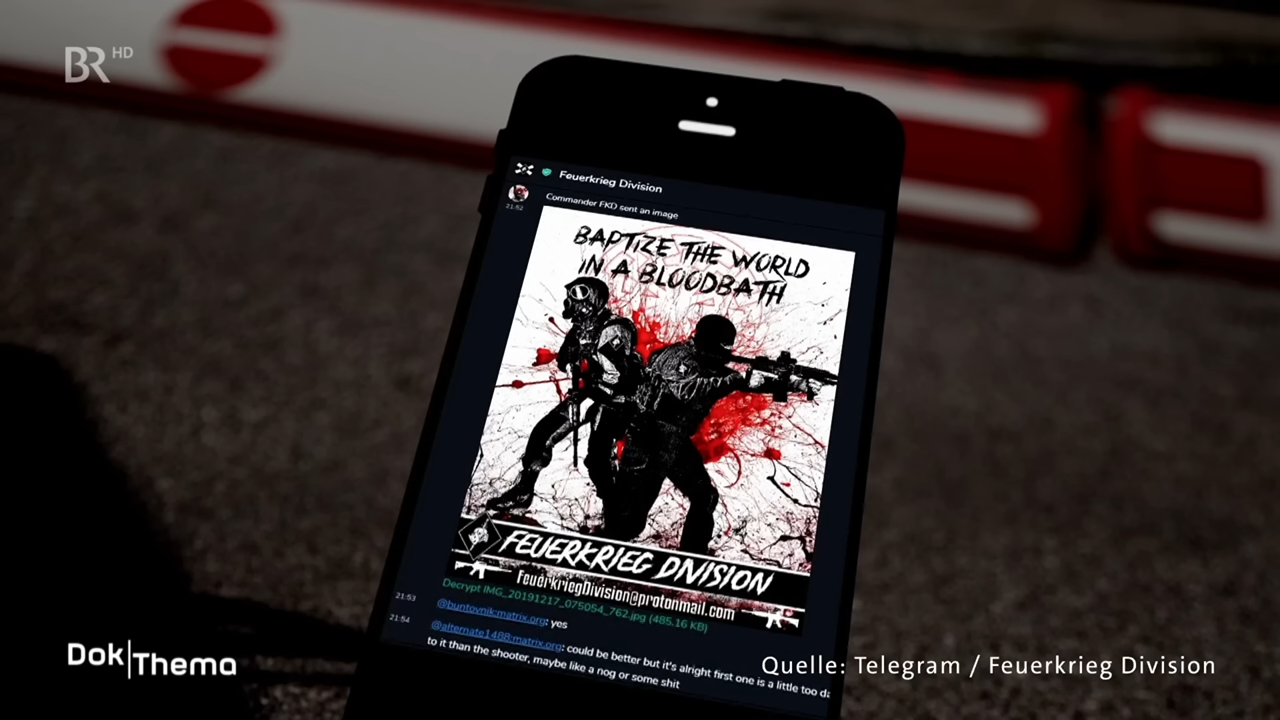 BR HD
Feuerkrieg Division
Commander FKD sent an image
21:52
BAPTIZE THE WORLD
IN A BLOODBATH
FEUERKRIEG DIVISION
FeuerkriegDivision@protonmail.com
Decrypt IMG_20191217_075054_762.jpg (485.16 KB)
21:53
@buntovnik:matrix.org: yes
21:54
@alternate1488:matrix.org: could be better but it's alright first one is a little too
to it than the shooter, maybe like a nog or some shit
Dok Thema
Quelle: Telegram / Feuerkrieg Division